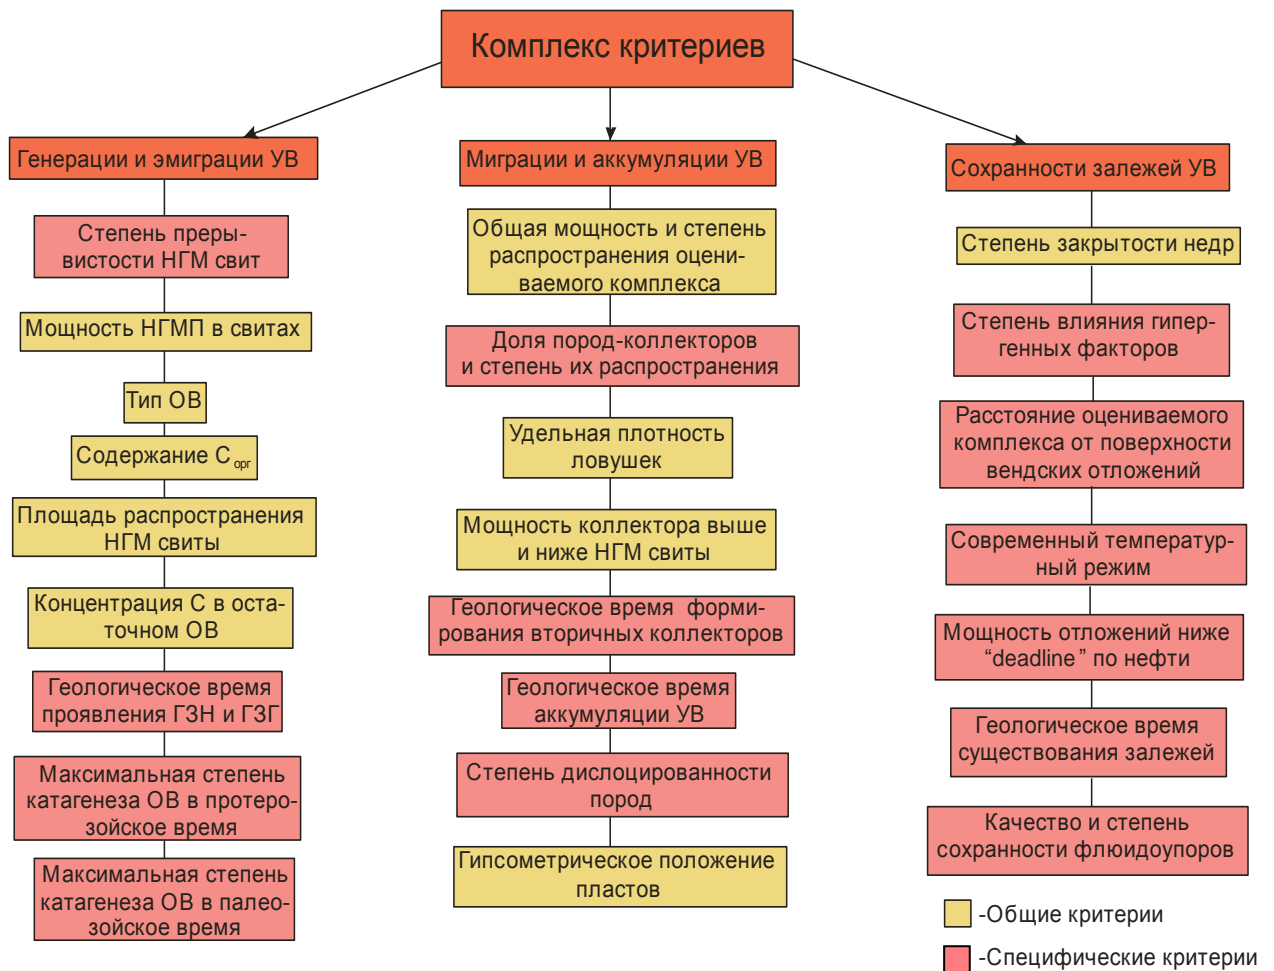 Комплекс критериев
Генерации и эмиграции УВ
Степень преры-
вистости НГМ свит
Мощность НГМП в свитах
Тип ОВ
Содержание Сорг
Площадь распространения
НГМ свиты
Концентрация С в оста-
точном ОВ
Геологическое время
проявления ГЗН и ГЗГ
Максимальная степень
катагенеза ОВ в протеро-
зойское время
Максимальная степень
катагенеза ОВ в палео-
зойское время
Миграции и аккумуляции УВ
Общая мощность и степень
распространения оцени-
ваемого комплекса
Доля пород-коллекторов
и степень их распространения
Удельная плотность
ловушек
Мощность коллектора выше
и ниже НГМ свиты
Геологическое время форми-
рования вторичных коллекторов
Геологическое время
аккумуляции УВ
Степень дислоцированности
пород
Гипсометрическое положение
пластов
Сохранности залежей УВ
Степень закрытости недр
Степень влияния гипер-
генных факторов
Расстояние оцениваемого
комплекса от поверхности
вендских отложений
Современный температур-
ный режим
Мощность отложений ниже
“deadline” по нефти
Геологическое время
существования залежей
Качество и степень
сохранности флюидоупоров
-Общие критерии
-Специфические критерии